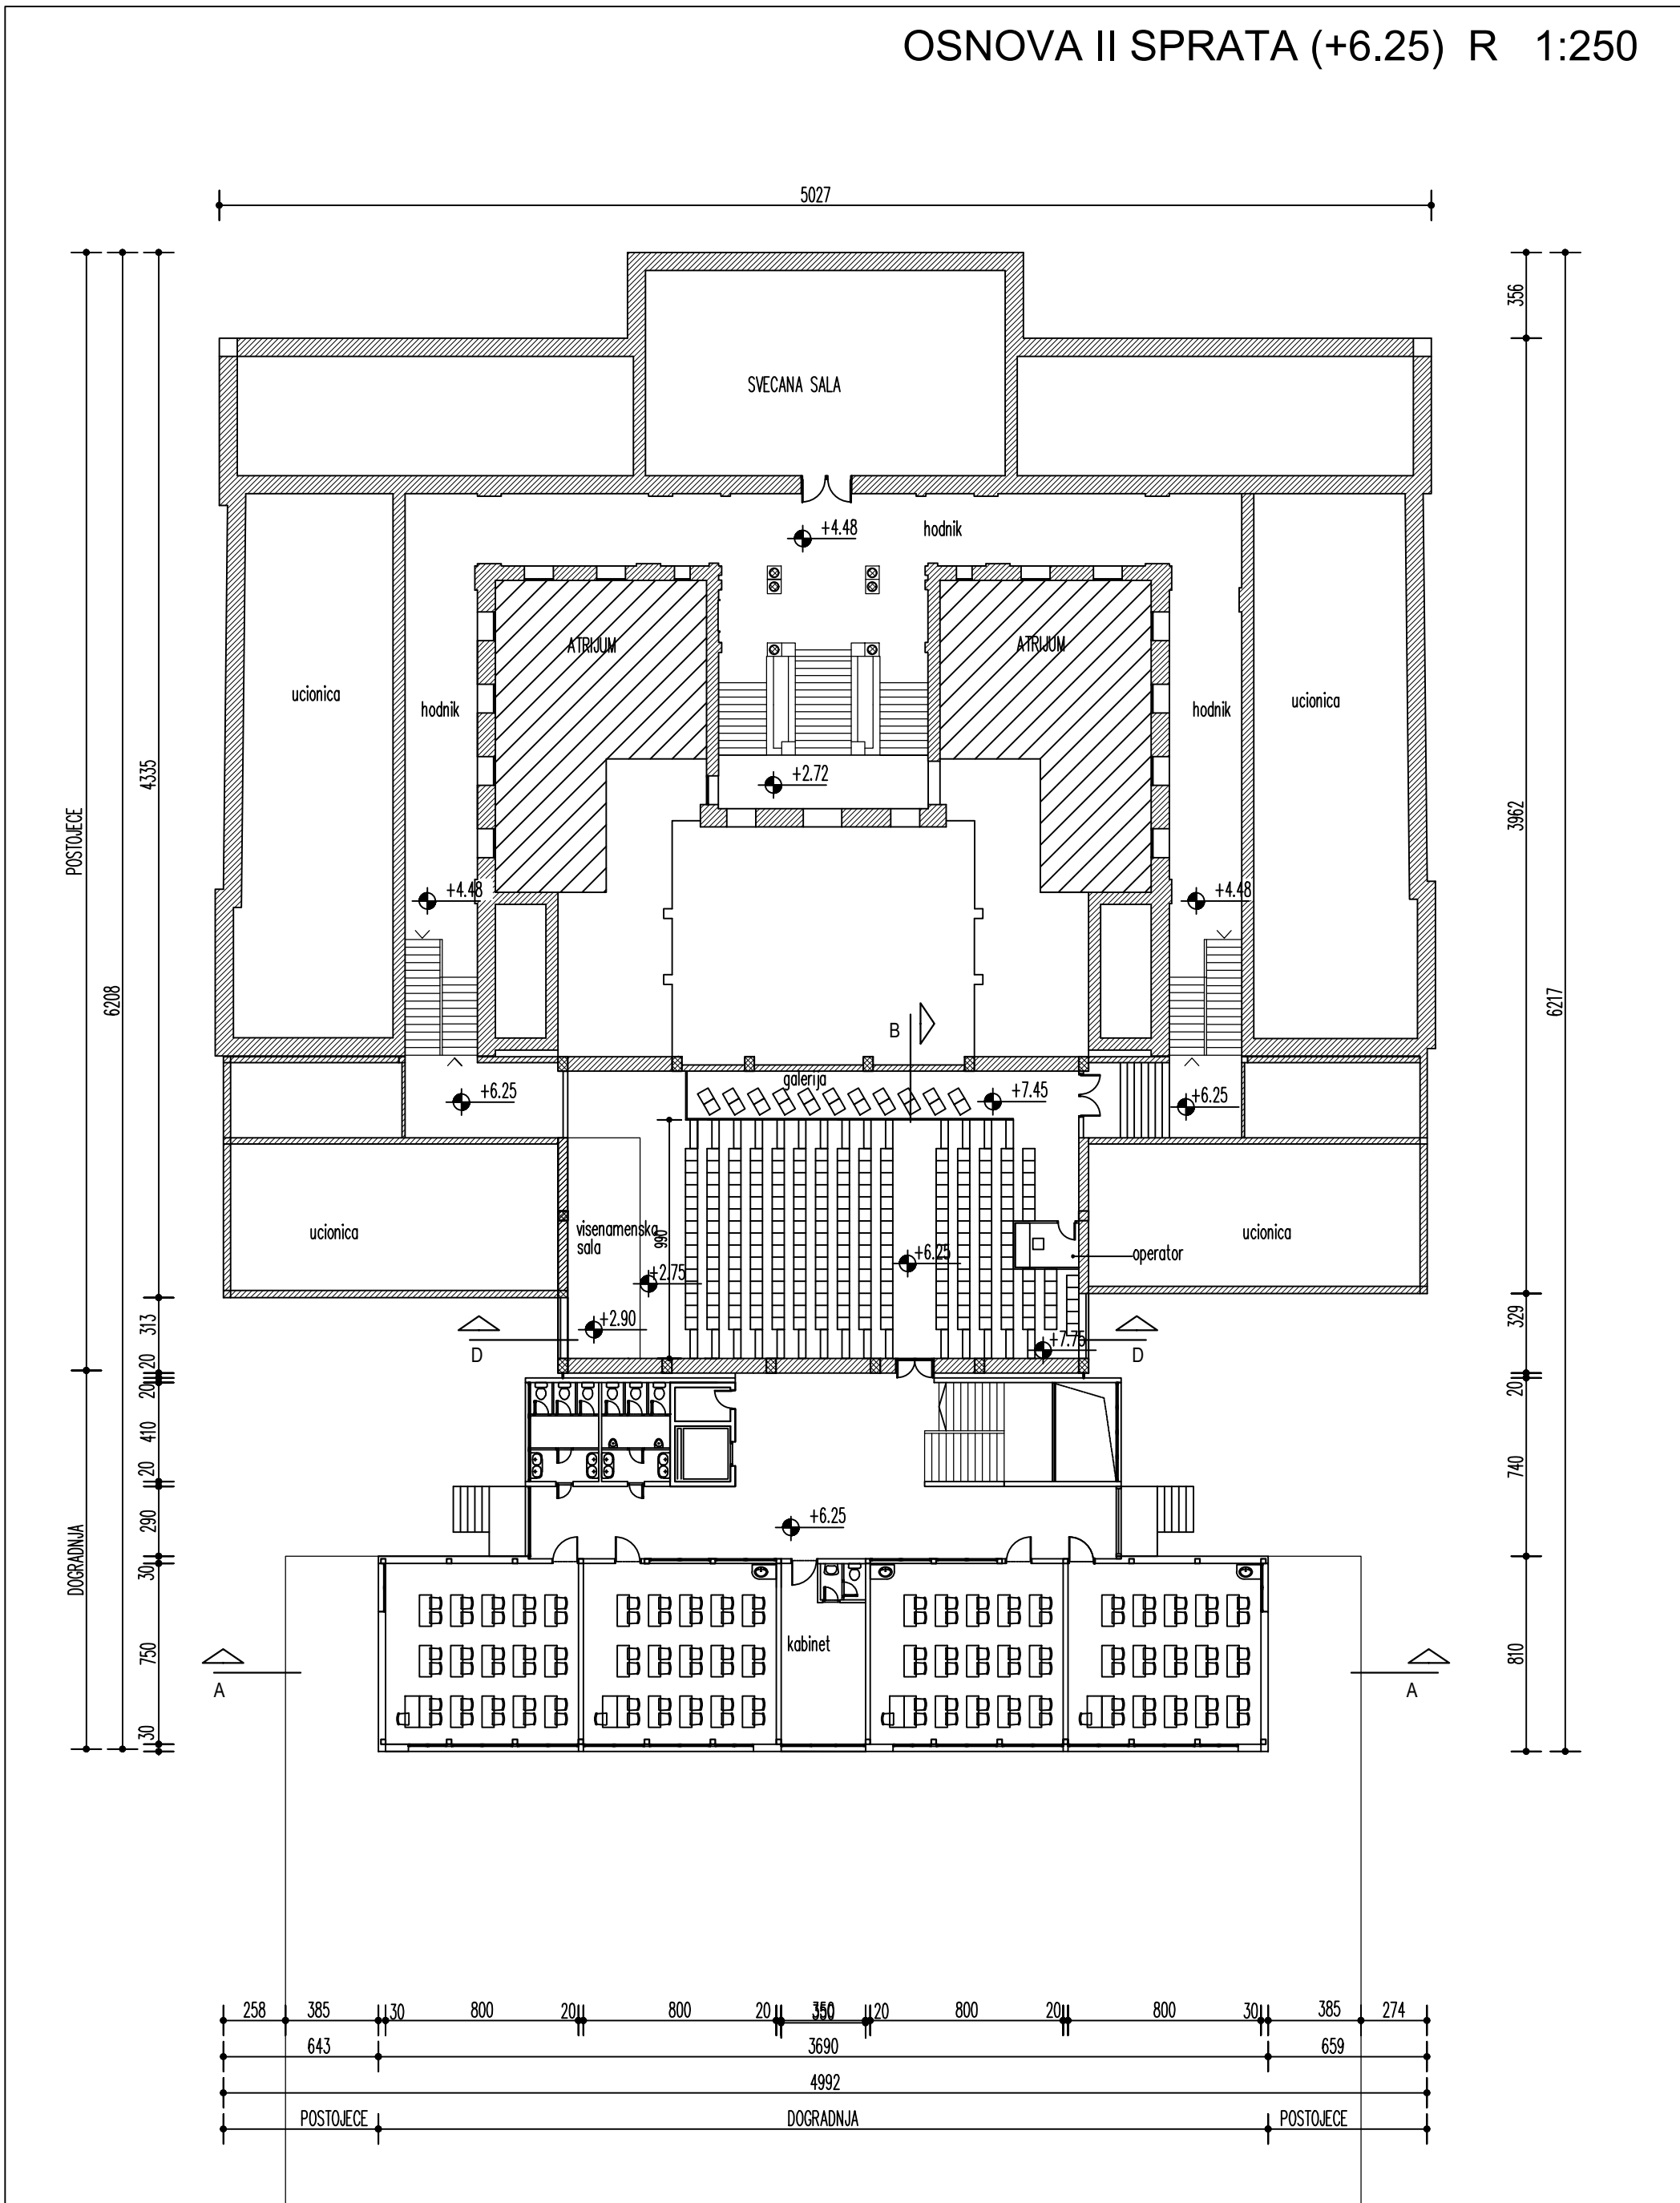 OSNOVA II SPRATA (+6.25) R 1:250
5027
356
SVECANA SALA
+4.48
hodnik
ATRIJUM
ATRIJUM
ucionica
hodnik
hodnik
ucionica
4335
+2.72
3962
POSTOJECE
+4.48
+4.48
6208
6217
B
galerija
+6.25
+7.45
+6.25
ucionica
visenamenska
sala
990
+6.25
operator
ucionica
+2.75
+2.90
+7.75
313
329
D
D
20
20
20
410
740
20
290
+6.25
DOGRADNJA
30
kabinet
750
810
A
A
30
258
385
30
800
20
800
20
350
20
800
20
800
30
385
274
643
3690
659
4992
POSTOJECE
DOGRADNJA
POSTOJECE